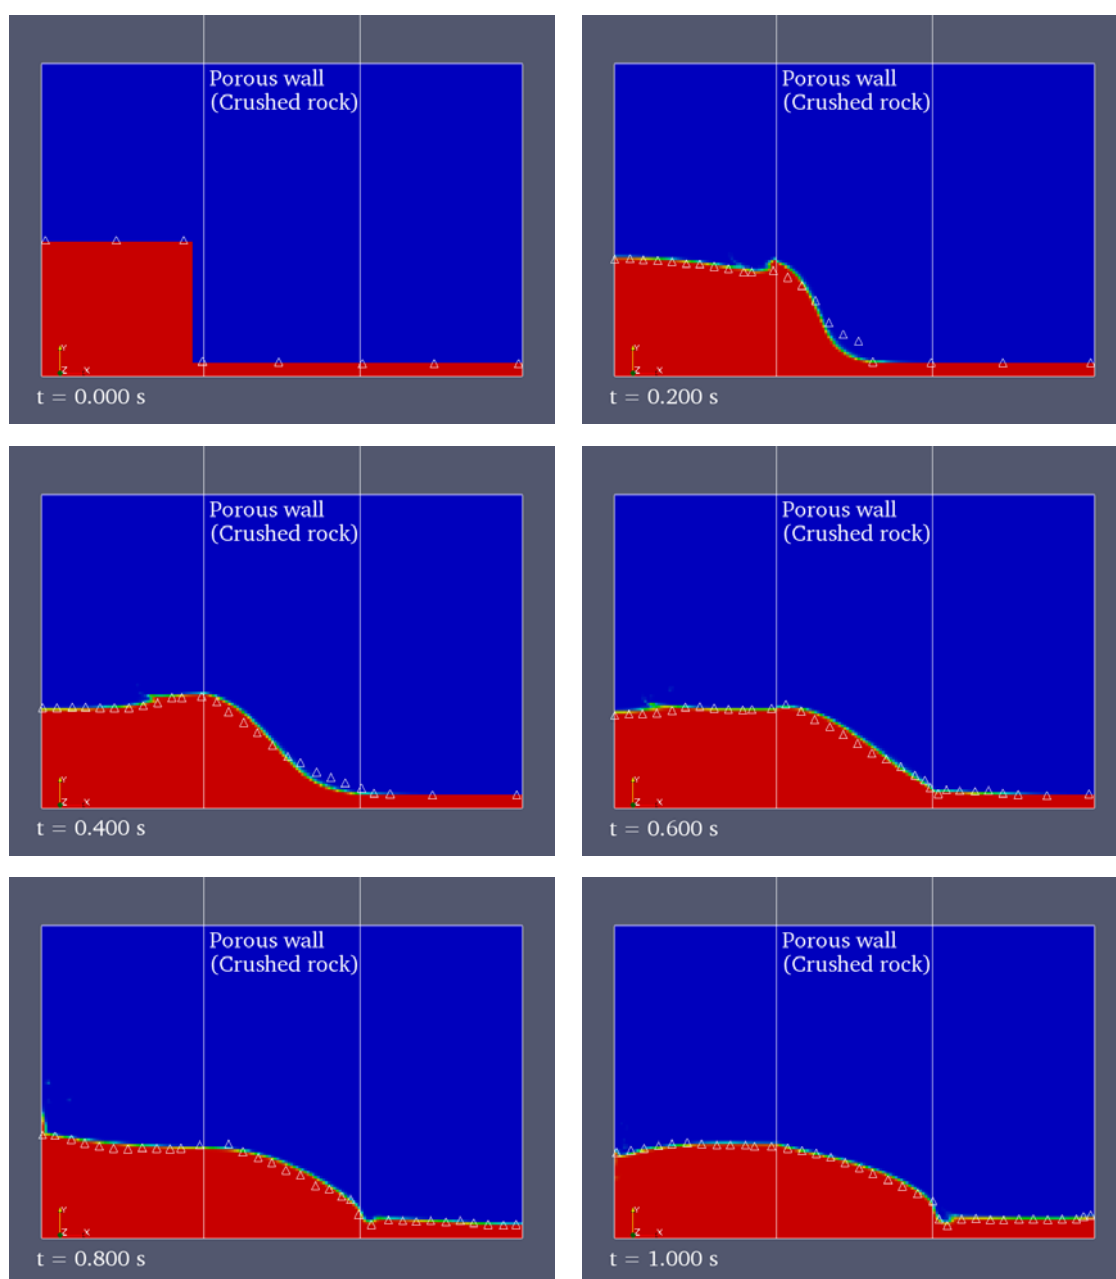 Porous wall
(Crushed rock)
Y
Z X
t = 0.000 s
Porous wall
(Crushed rock)
Y
Z X
t = 0.200 s
Porous wall
(Crushed rock)
Y
Z X
t = 0.400 s
Porous wall
(Crushed rock)
Y
Z X
t = 0.600 s
Porous wall
(Crushed rock)
Y
Z X
t = 0.800 s
Porous wall
(Crushed rock)
Y
Z X
t = 1.000 s